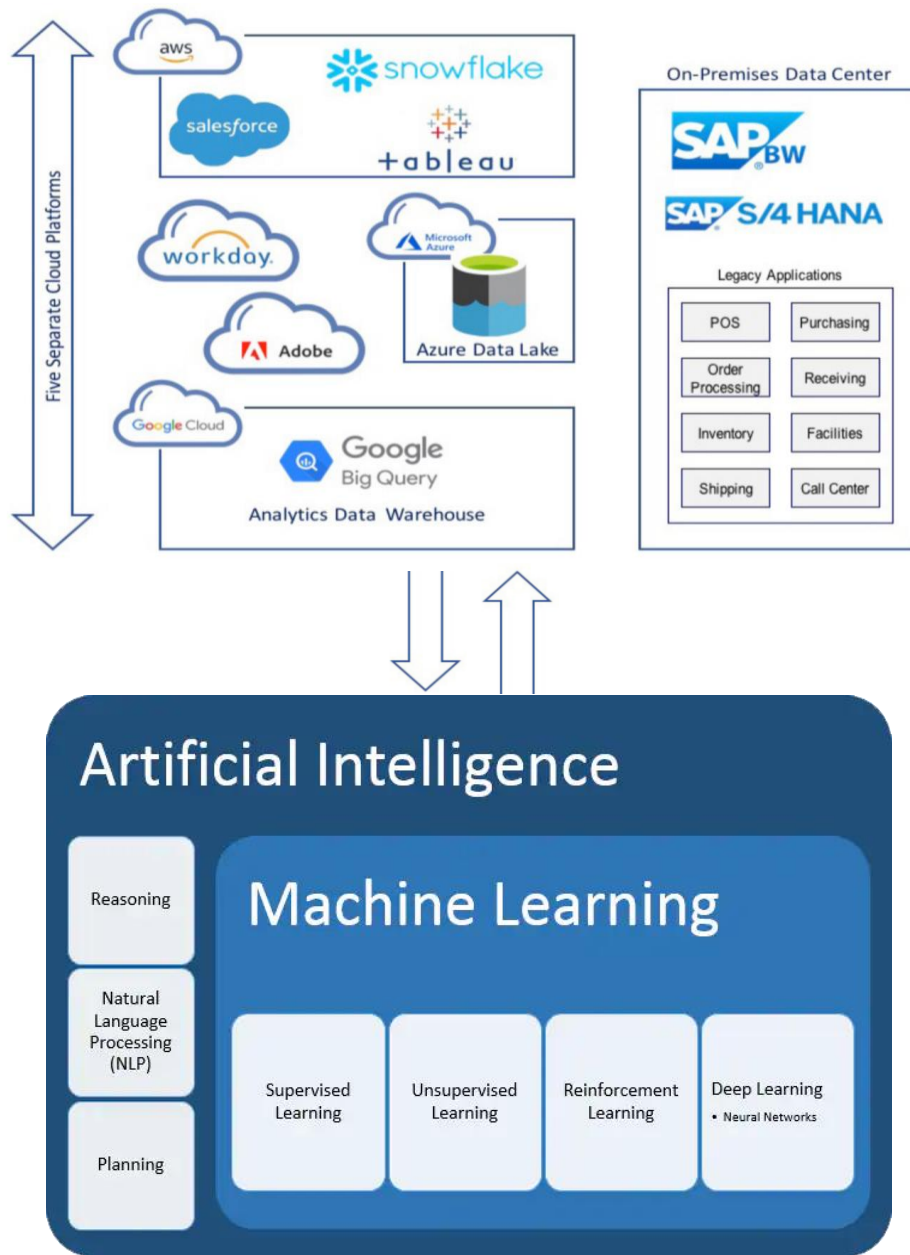 Five Separate Cloud Platforms
aws
snowflake
salesforce
+ableau
workday.
Microsoft
Azure
Adobe
Azure Data Lake
Google Cloud
Google
Big Query
Analytics Data Warehouse
On-Premises Data Center
SAP BW
SAP S/4 HANA
Legacy Applications
POS
Purchasing
Order
Processing
Receiving
Inventory
Facilities
Shipping
Call Center
Artificial Intelligence
Reasoning
Natural
Language
Processing
(NLP)
Planning
Machine Learning
Supervised
Learning
Unsupervised
Learning
Reinforcement
Learning
Deep Learning
• Neural Networks